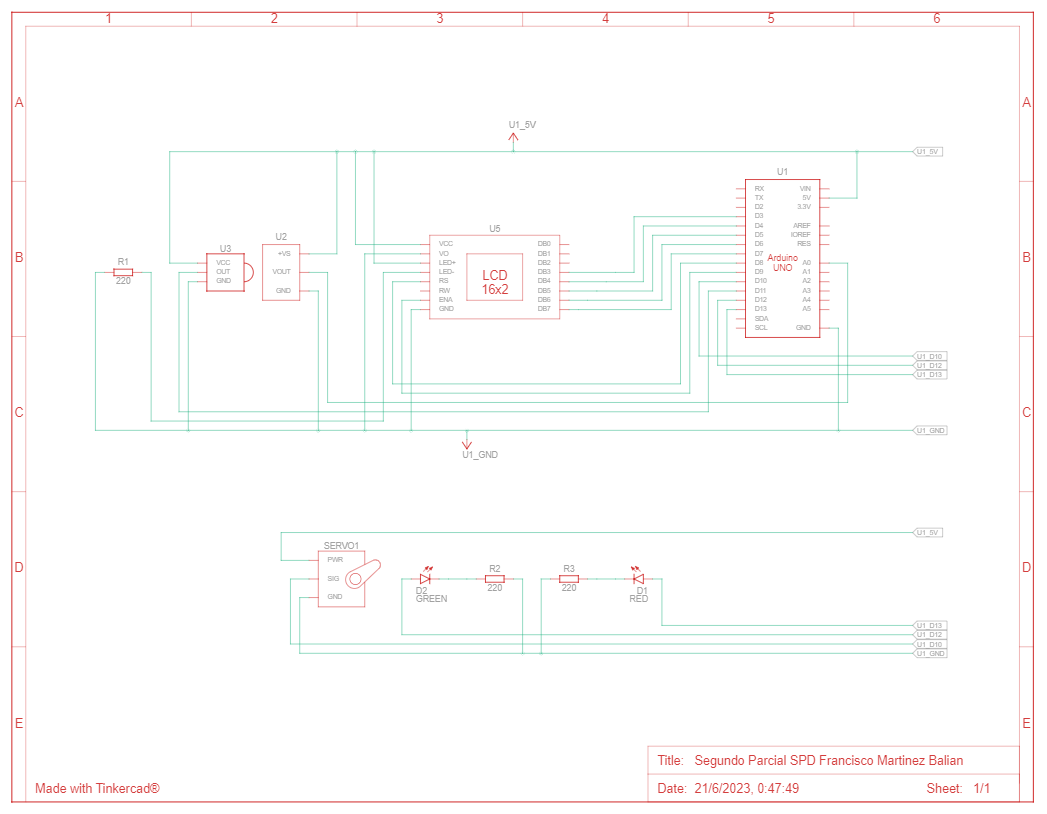 1 2 3 4 5 6
A A
U1_5V
U1_5V
U1
RX VIN
TX 5V
D2 3.3V
D3
D4 AREF
D5 IOREF
D6 RES
D7
D8 A0
D9 A1
D10 A2
D11 A3
D12 A4
D13 A5
SDA
SCL GND
Arduino
UNO
B B
U5
VCC DB0
VO DB1
LED+ DB2
LED- DB3
RS DB4
RW DB5
ENA DB6
GND DB7
LCD
16x2
U2
+VS
VOUT
GND
U3
VCC
OUT
GND
R1
220
U1_D10
U1_D12
U1_D13
C C
U1_GND
U1_GND
U1_5V
SERVO1
PWR
SIG
GND
D D
D2
GREEN
R2
220
R3
220
D1
RED
U1_D13
U1_D12
U1_D10
U1_GND
E E
Title: Segundo Parcial SPD Francisco Martinez Balian
Made with Tinkercad®
Date: 21/6/2023, 0:47:49 Sheet: 1/1